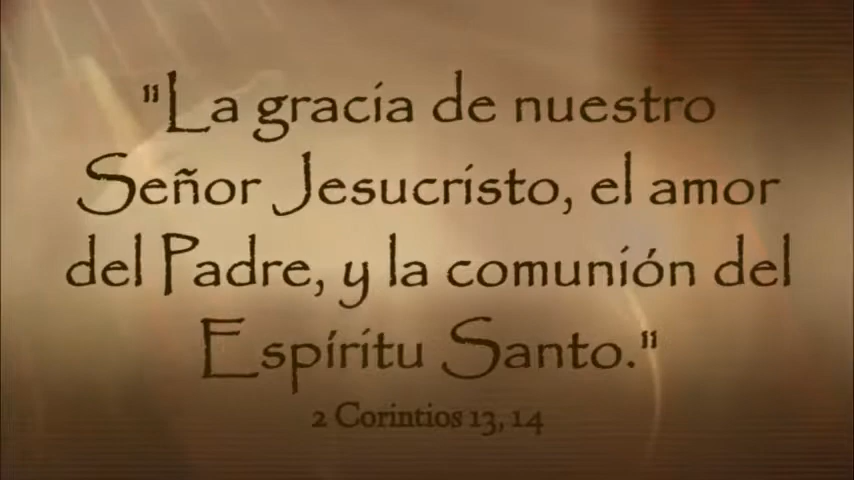 "La gracia de nuestro
Señor Jesucristo, el amor
del Padre, y la comunión del
Espíritu Santo."
2 Corintios 13, 14